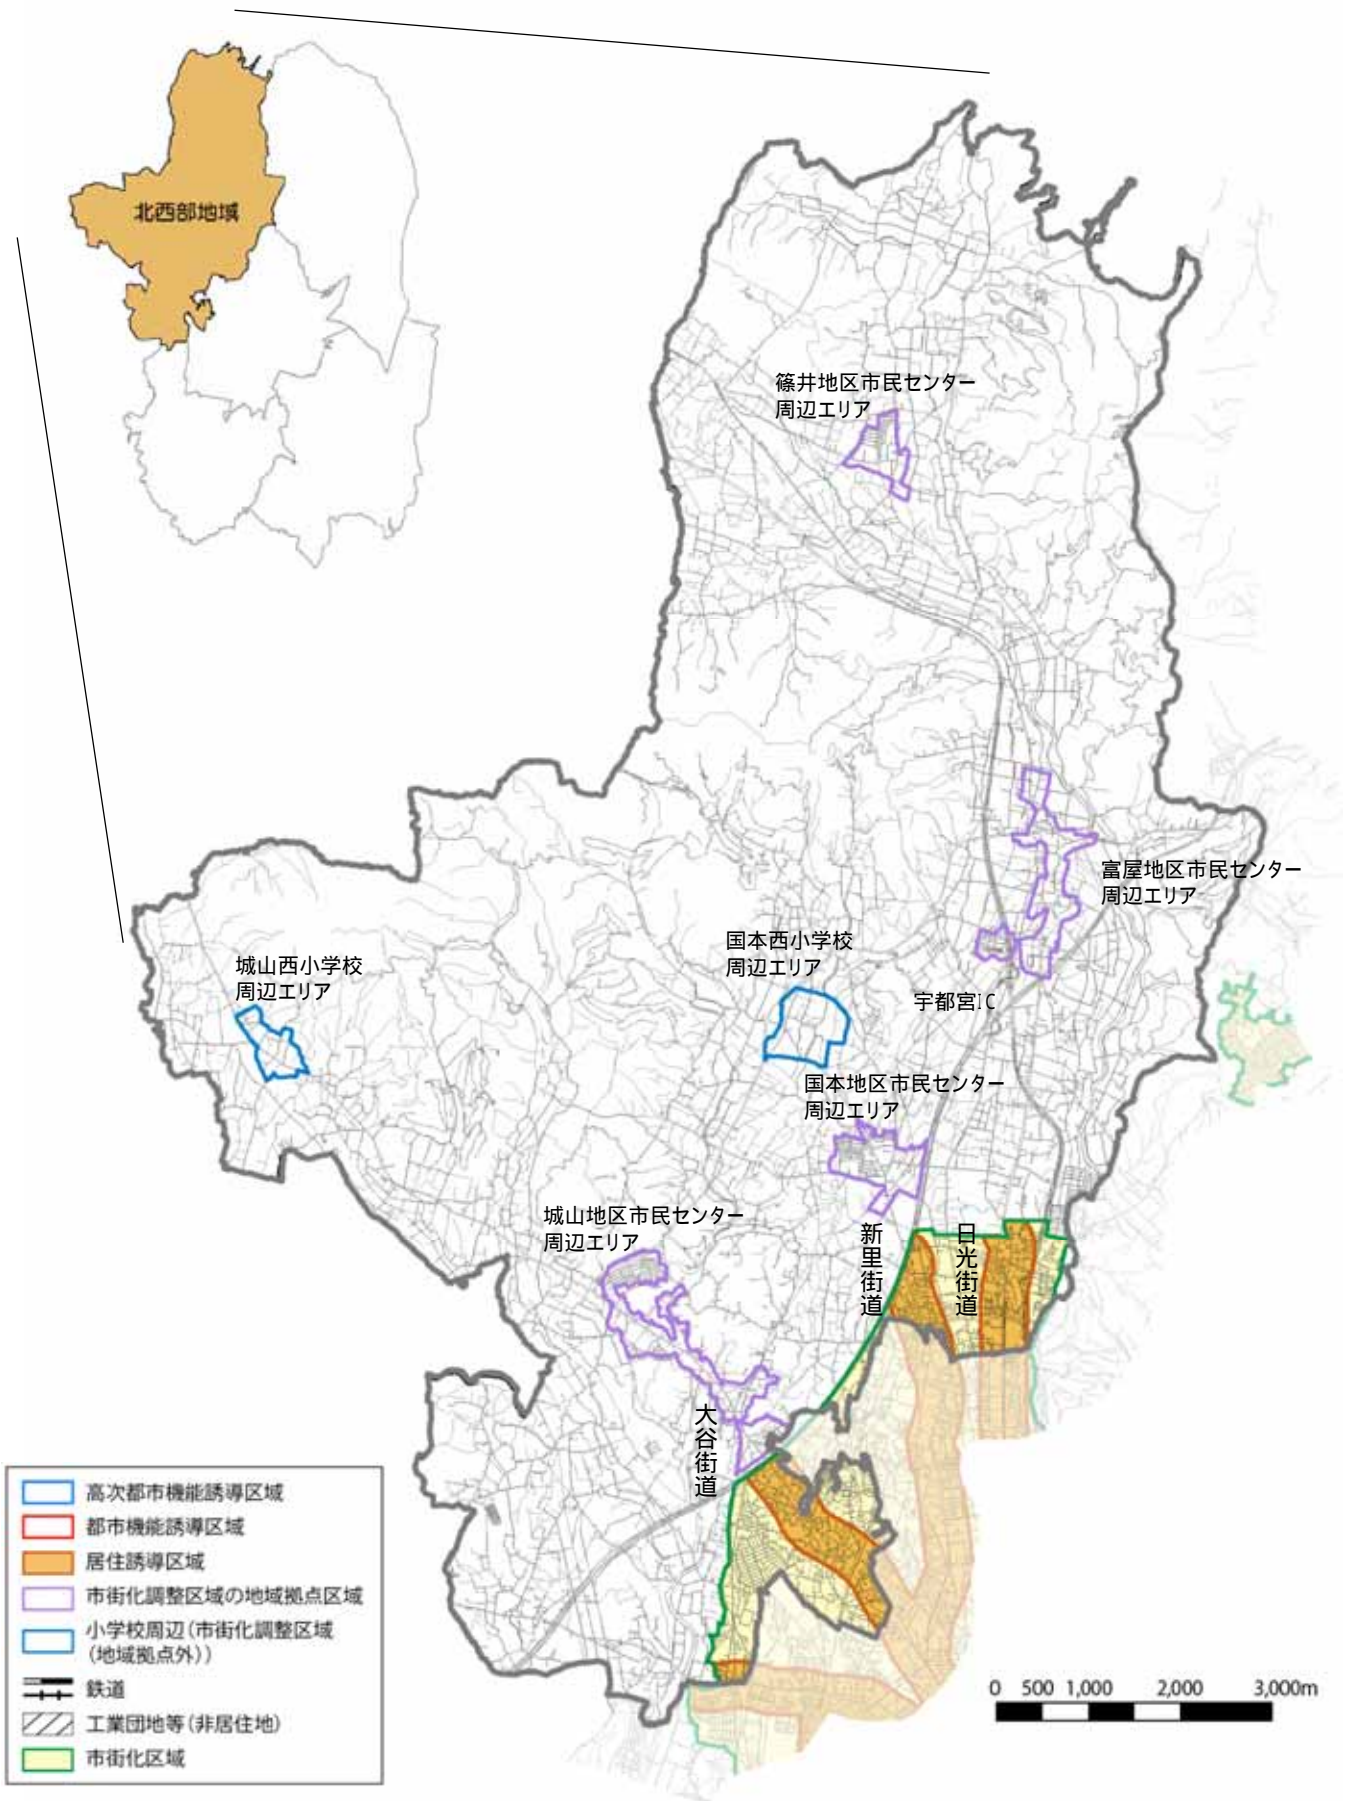 北西部地域
篠井地区市民センター
周辺エリア
富屋地区市民センター
周辺エリア
国本西小学校
周辺エリア
城山西小学校
周辺エリア
宇都宮IC
国本地区市民センター
周辺エリア
城山地区市民センター
周辺エリア
新里街道
日光街道
大谷街道
高次都市機能誘導区域
都市機能誘導区域
居住誘導区域
市街化調整区域の地域拠点区域
小学校周辺(市街化調整区域
(地域拠点外))
鉄道
工業団地等(非居住地)
市街化区域
0 500 1,000 2,000 3,000m